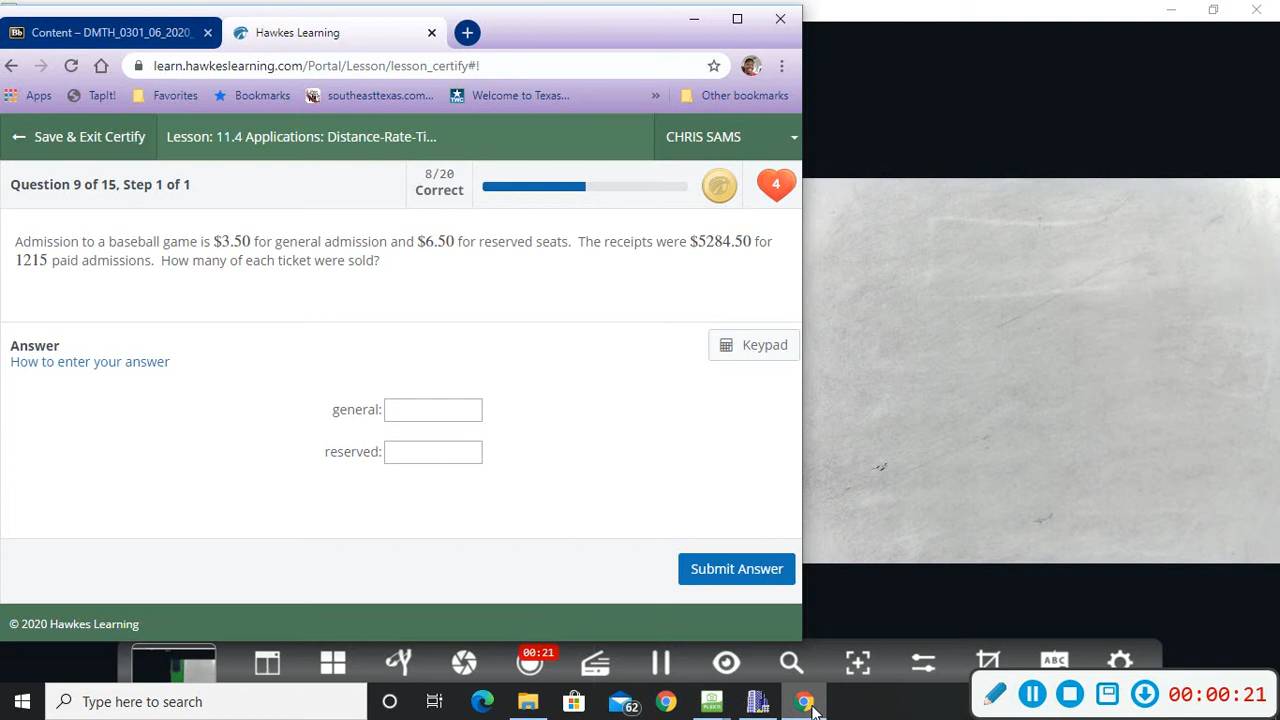 Content – DMTH_0301_06_2020_
Hawkes Learning
learn.hawkeslearning.com/Portal/Lesson/lesson_certify#!
Apps
TapIt!
Favorites
Bookmarks
southeasttexas.com...
Welcome to Texas...
»
Other bookmarks
← Save & Exit Certify
Lesson: 11.4 Applications: Distance-Rate-Ti...
CHRIS SAMS
Question 9 of 15, Step 1 of 1
8/20
Correct
4
Admission to a baseball game is $3.50 for general admission and $6.50 for reserved seats. The receipts were $5284.50 for
1215 paid admissions. How many of each ticket were sold?
Answer
How to enter your answer
Keypad
general:
reserved:
Submit Answer
© 2020 Hawkes Learning
00:21
ABC
Type here to search
62
00:00:21